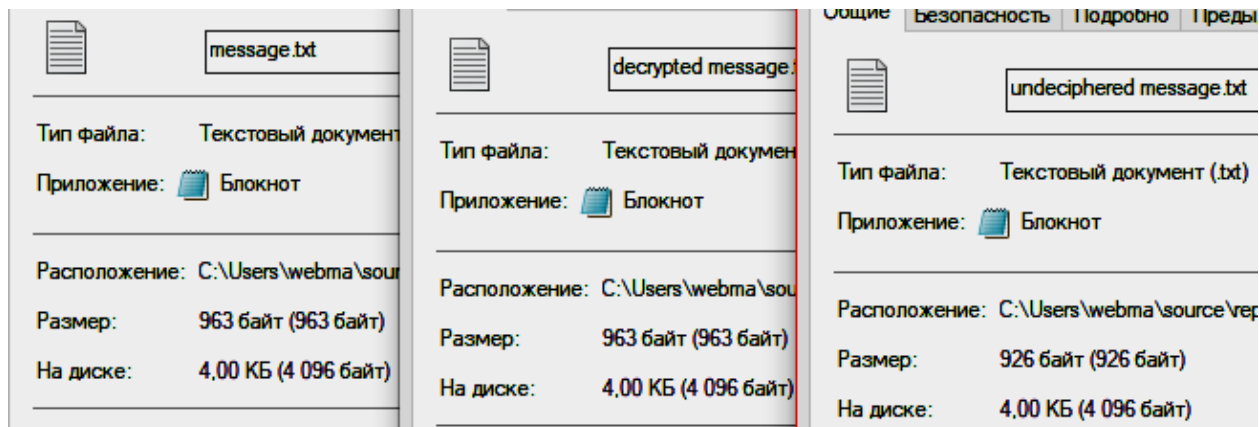 message.txt
Тип файла: Текстовый документ
Приложение: Блокнот
Расположение: C:\Users\webma\sour
Размер: 963 байт (963 байт)
На диске: 4,00 КБ (4 096 байт)
decrypted message.t
Тип файла: Текстовый докумен
Приложение: Блокнот
Расположение: C:\Users\webma\sou
Размер: 963 байт (963 байт)
На диске: 4,00 КБ (4 096 байт)
Общие Безопасность Подробно Преды
undeciphered message.txt
Тип файла: Текстовый документ (.txt)
Приложение: Блокнот
Расположение: C:\Users\webma\source\rep
Размер: 926 байт (926 байт)
На диске: 4,00 КБ (4 096 байт)